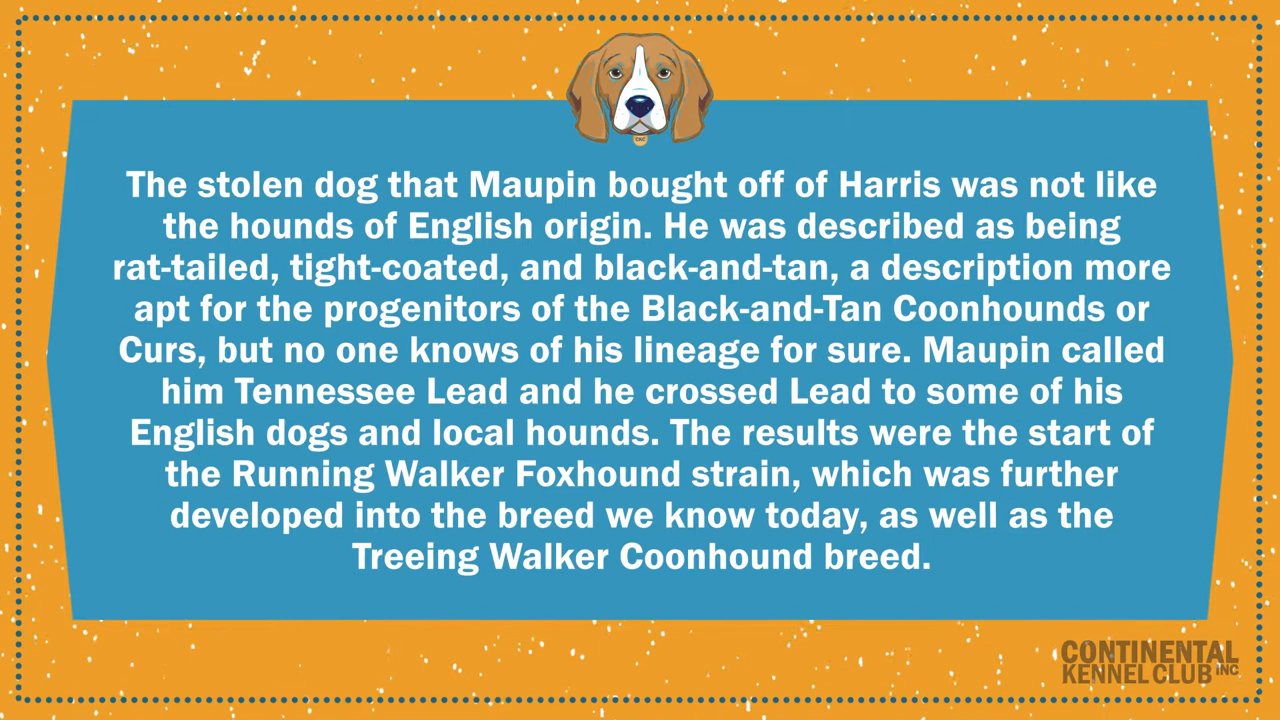 CKC
The stolen dog that Maupin bought off of Harris was not like
the hounds of English origin. He was described as being
rat-tailed, tight-coated, and black-and-tan, a description more
apt for the progenitors of the Black-and-Tan Coonhounds or
Curs, but no one knows of his lineage for sure. Maupin called
him Tennessee Lead and he crossed Lead to some of his
English dogs and local hounds. The results were the start of
the Running Walker Foxhound strain, which was further
developed into the breed we know today, as well as the
Treeing Walker Coonhound breed.
CONTINENTAL
KENNEL CLUB INC